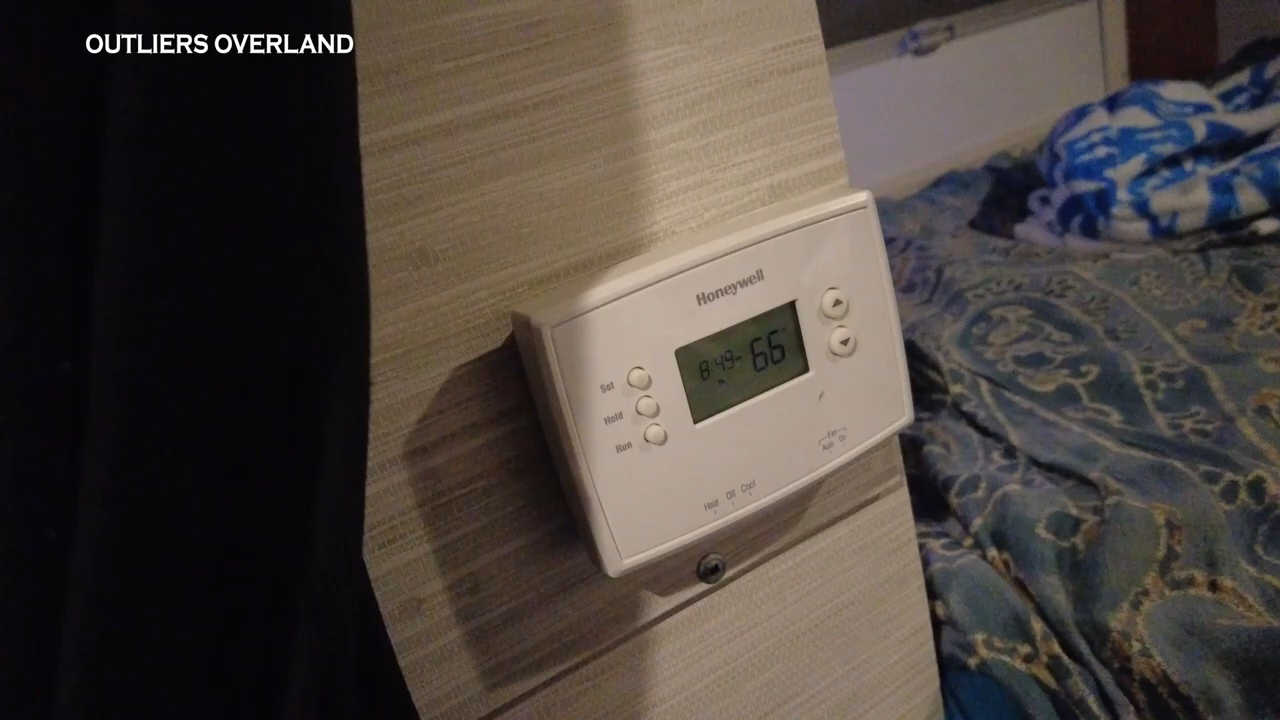 OUTLIERS OVERLAND
Honeywell
8:49 66
Set
Hold
Run
Fan
Auto On
Heat Off Cool